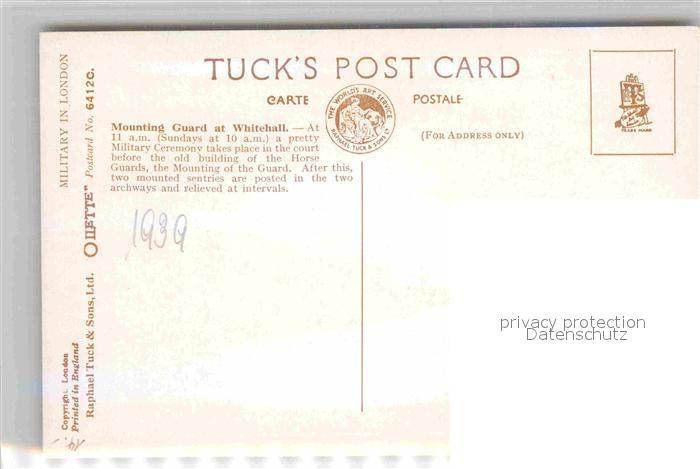 TUCK'S POST CARD
CARTE POSTALE
THE WORLD'S ART SERVICE
RAPHAEL TUCK & SONS LD
TRADE MARK
(FOR ADDRESS ONLY)
Mounting Guard at Whitehall. — At
11 a.m. (Sundays at 10 a.m.) a pretty
Military Ceremony takes place in the court
before the old building of the Horse
Guards, the Mounting of the Guard. After this,
two mounted sentries are posted in the two
archways and relieved at intervals.
1939
MILITARY IN LONDON
Raphael Tuck & Sons, Ltd. "OILETTE" Postcard No. 6412C.
Copyright London
Printed in England
privacy protection
Datenschutz